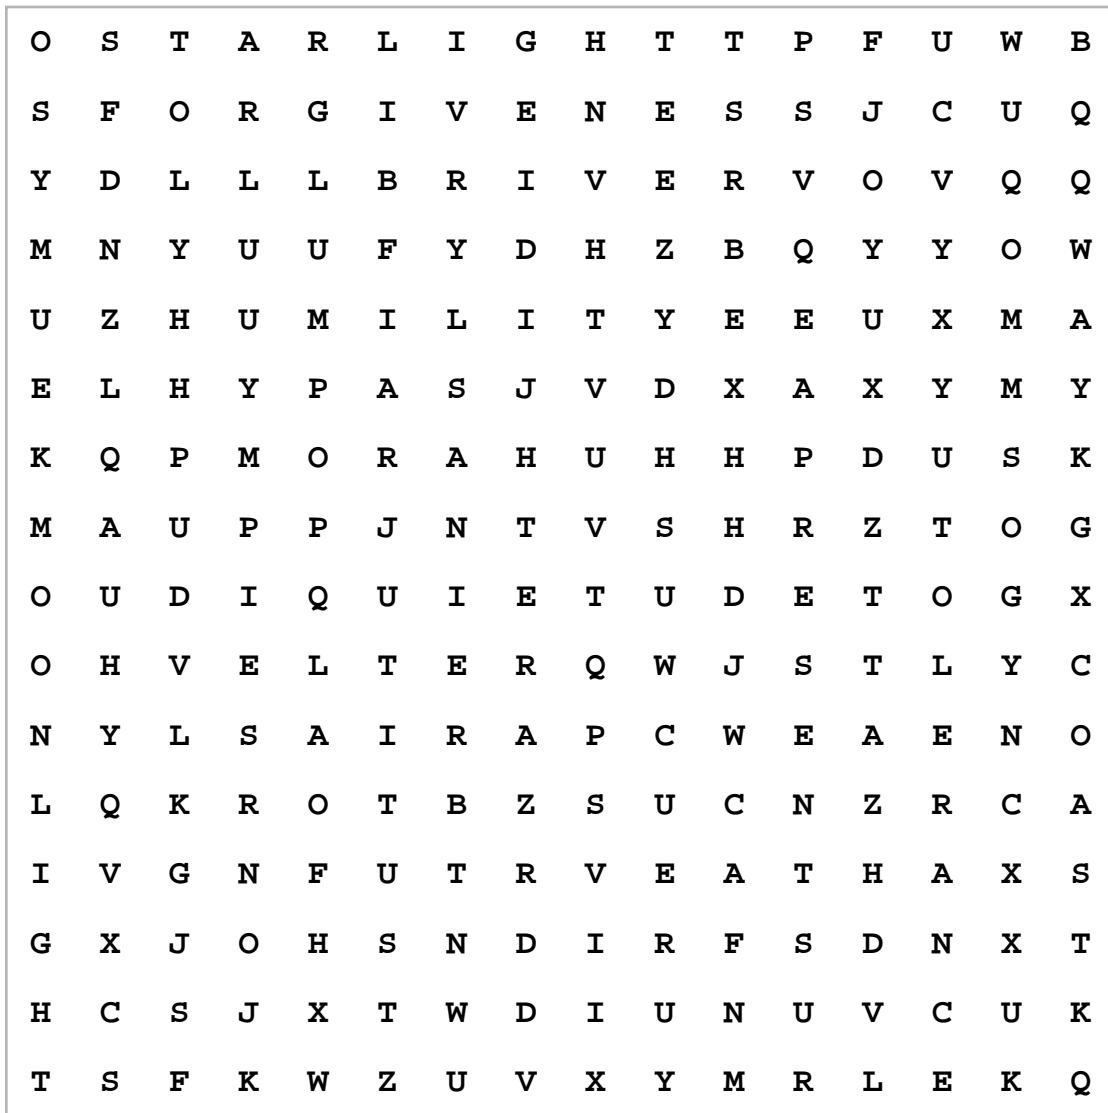 O S T A R L I G H T T P F U W B
S F O R G I V E N E S S J C U Q
Y D L L L B R I V E R V O V Q Q
M N Y U U F Y D H Z B Q Y Y O W
U Z H U M I L I T Y E E U X M A
E L H Y P A S J V D X A X Y M Y
K Q P M O R A H U H H P D U S K
M A U P P J N T V S H R Z T O G
O U D I Q U I E T U D E T O G X
O H V E L T E R Q W J S T L Y C
N Y L S A I R A P C W E A E N O
L Q K R O T B Z S U C N Z R C A
I V G N F U T R V E A T H A X S
G X J O H S N D I R F S D N X T
H C S J X T W D I U N U V C U K
T S F K W Z U V X Y M R L E K Q